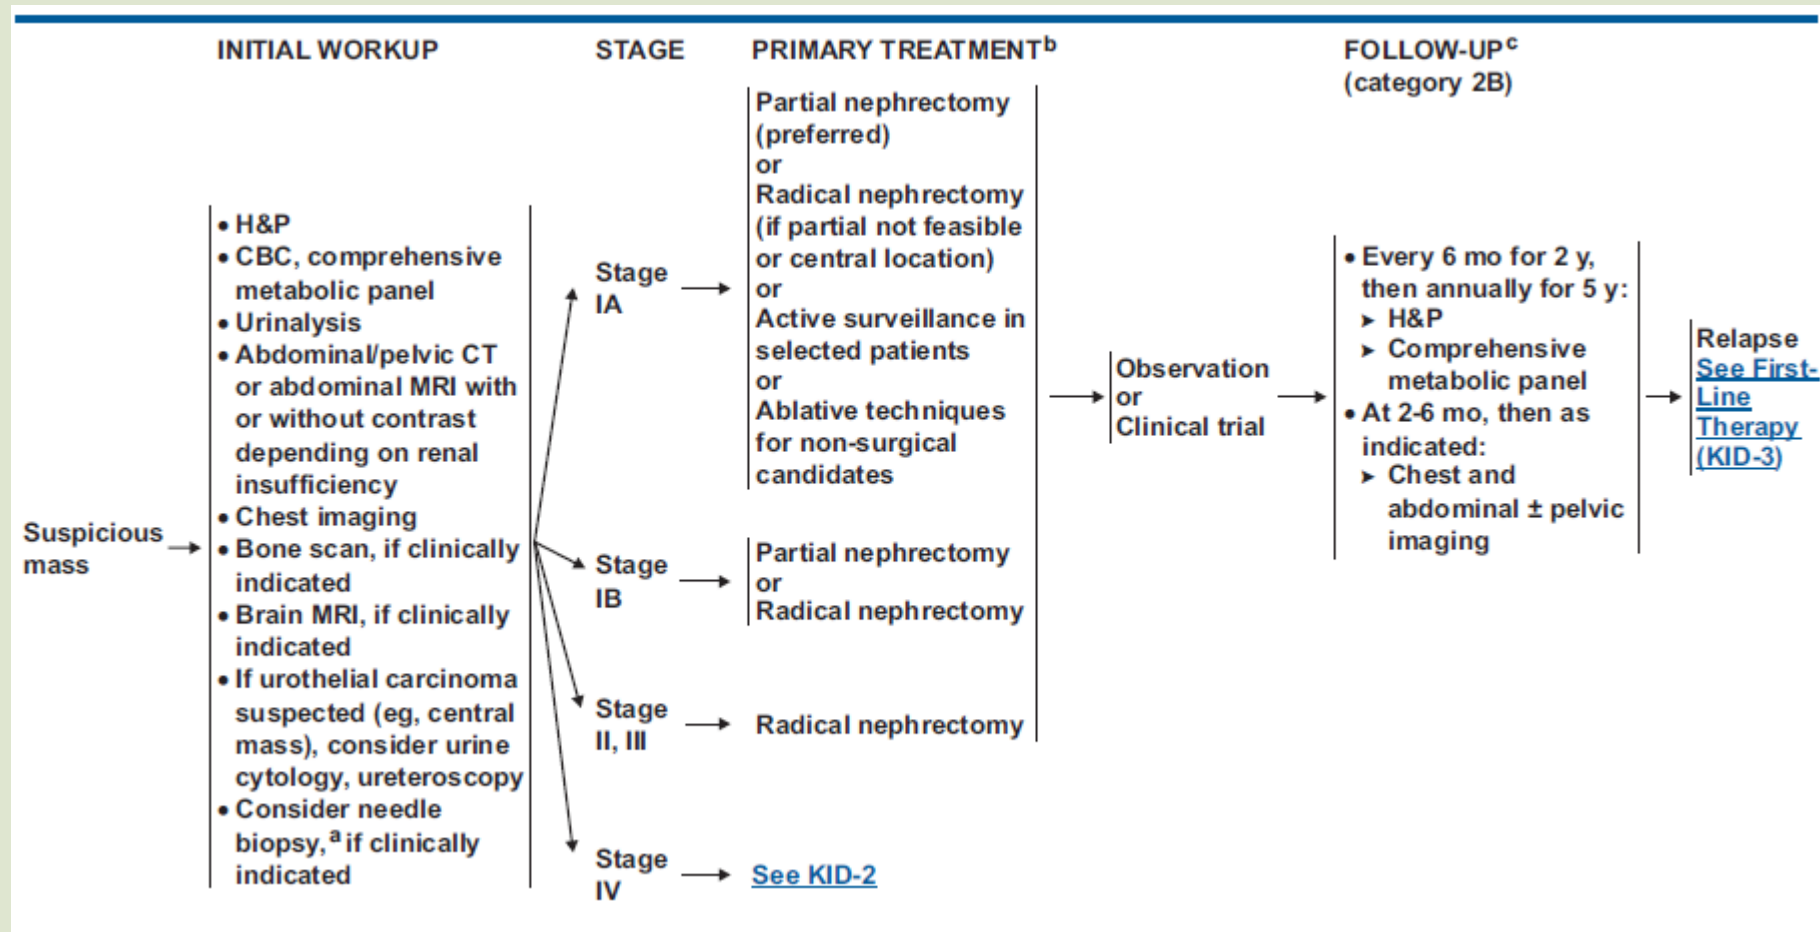 INITIAL WORKUP
STAGE
PRIMARY TREATMENTb
FOLLOW-UPc
(category 2B)
Suspicious
mass
• H&P
• CBC, comprehensive
metabolic panel
• Urinalysis
• Abdominal/pelvic CT
or abdominal MRI with
or without contrast
depending on renal
insufficiency
• Chest imaging
• Bone scan, if clinically
indicated
• Brain MRI, if clinically
indicated
• If urothelial carcinoma
suspected (eg, central
mass), consider urine
cytology, ureteroscopy
• Consider needle
biopsy,a if clinically
indicated
Stage
IA
Partial nephrectomy
(preferred)
or
Radical nephrectomy
(if partial not feasible
or central location)
or
Active surveillance in
selected patients
or
Ablative techniques
for non-surgical
candidates
Stage
IB
Partial nephrectomy
or
Radical nephrectomy
Stage
II, III
Radical nephrectomy
Stage
IV
See KID-2
Observation
or
Clinical trial
• Every 6 mo for 2 y,
then annually for 5 y:
➤ H&P
➤ Comprehensive
metabolic panel
• At 2-6 mo, then as
indicated:
➤ Chest and
abdominal ± pelvic
imaging
Relapse
See First-
Line
Therapy
(KID-3)